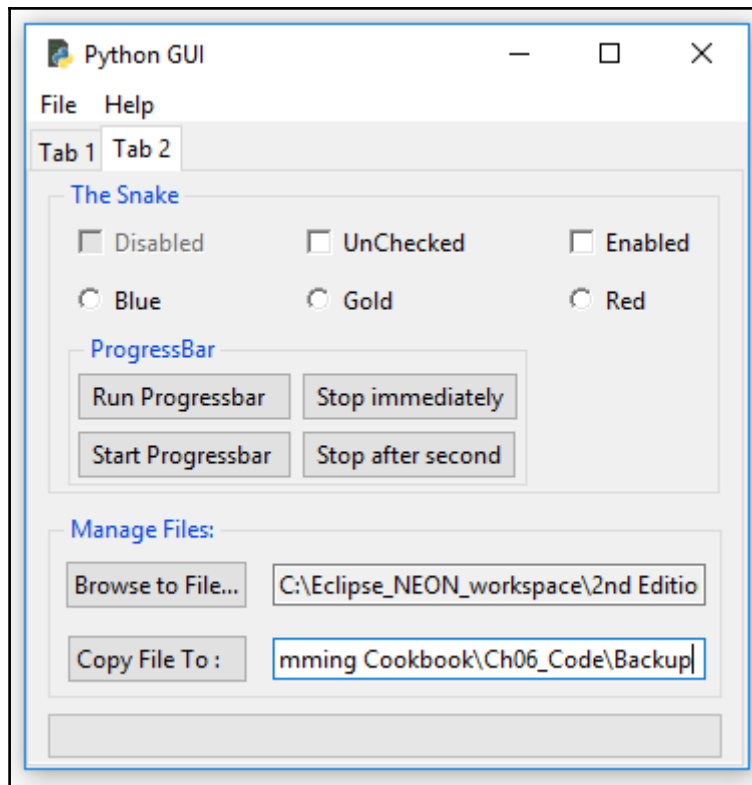 Python GUI
File Help
Tab 1 Tab 2
The Snake
Disabled UnChecked Enabled
Blue Gold Red
ProgressBar
Run Progressbar Stop immediately
Start Progressbar Stop after second
Manage Files:
Browse to File... C:\Eclipse_NEON_workspace\2nd Editio
Copy File To : mming Cookbook\Ch06_Code\Backup